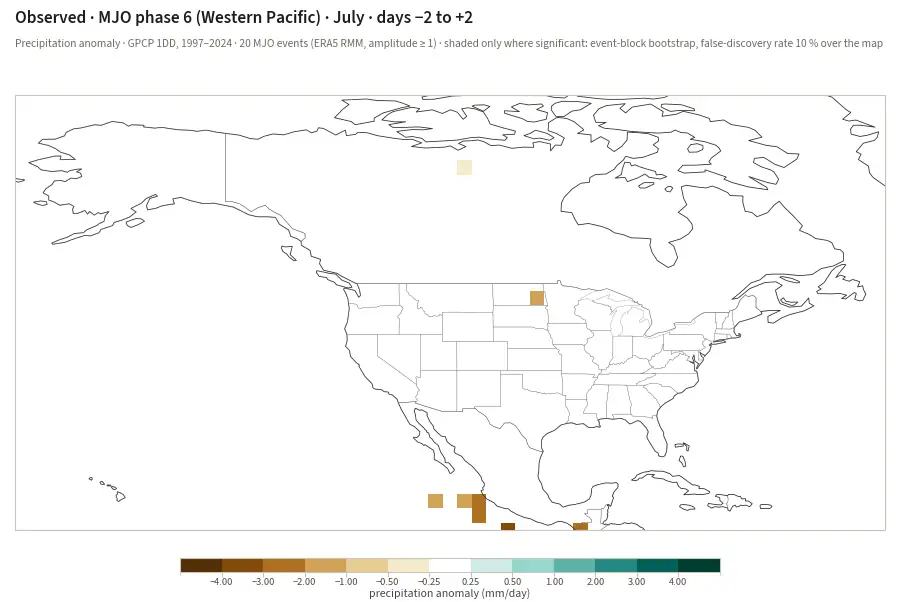 Observed · MJO phase 6 (Western Pacific) · July · days −2 to +2
Precipitation anomaly · GPCP 1DD, 1997–2024 · 20 MJO events (ERA5 RMM, amplitude ≥ 1) · shaded only where significant: event-block bootstrap, false-discovery rate 10 % over the map
−4.00 −3.00 −2.00 −1.00 −0.50 −0.25 0.25 0.50 1.00 2.00 3.00 4.00
precipitation anomaly (mm/day)